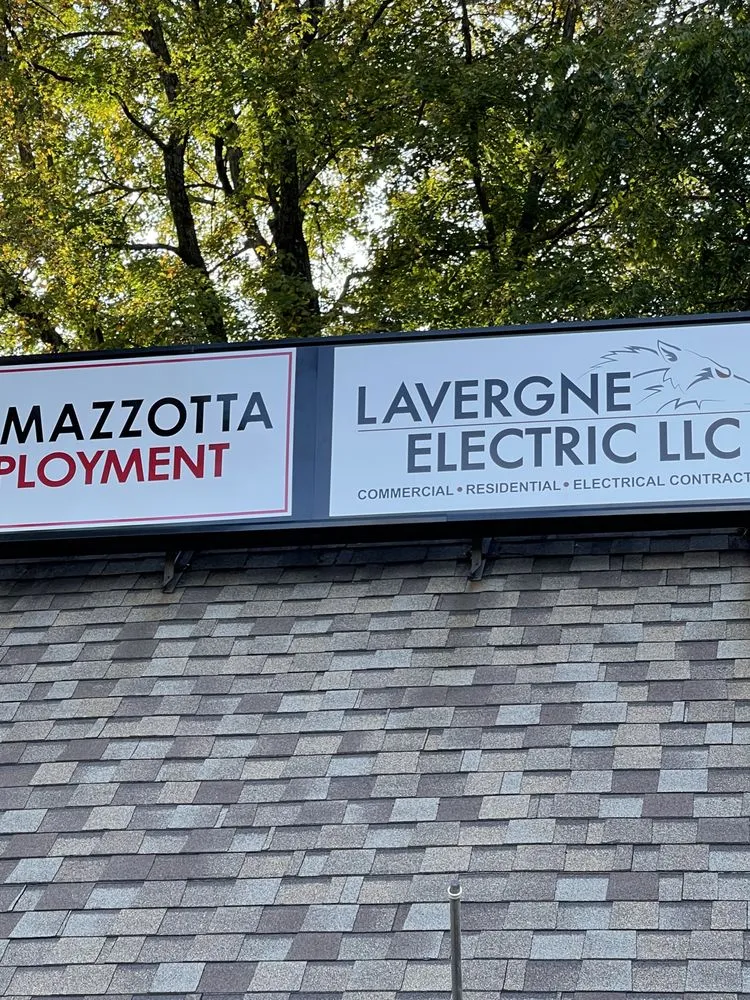 MAZZOTTA
PLOYMENT
LAVERGNE
ELECTRIC LLC
COMMERCIAL • RESIDENTIAL • ELECTRICAL CONTRACT